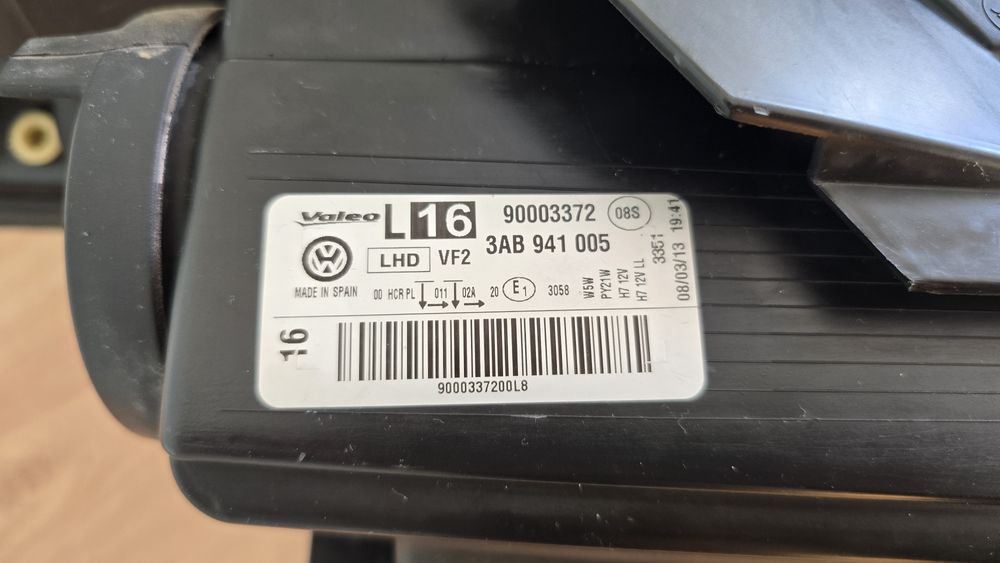 Valeo L 16 90003372 08S
3AB 941 005
LHD VF2
MADE IN SPAIN
00 HCR PL 011 02A 20 E1 3058
W5W
PY21W
H7 12V
H7 12V LL
3351
08/03/13 19:41
16
9000337200L8